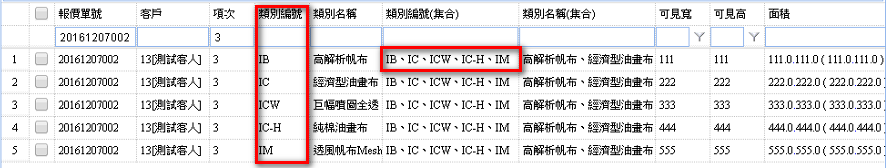 報價單號 客戶 項次 類別編號 類別名稱 類別編號(集合) 類別名稱(集合) 可見寬 可見高 面積
20161207002 3
1 20161207002 13[測試客人] 3 IB 高解析帆布 IB、IC、ICW、IC-H、IM 高解析帆布、經濟型油畫布 111 111 111.0.111.0 ( 111.0.111.0 )
2 20161207002 13[測試客人] 3 IC 經濟型油畫布 IB、IC、ICW、IC-H、IM 高解析帆布、經濟型油畫布 222 222 222.0.222.0 ( 222.0.222.0
3 20161207002 13[測試客人] 3 ICW 巨幅噴圖全透 IB、IC、ICW、IC-H、IM 高解析帆布、經濟型油畫布 333 333 333.0.333.0 ( 333.0.333.0
4 20161207002 13[測試客人] 3 IC-H 純棉油畫布 IB、IC、ICW、IC-H、IM 高解析帆布、經濟型油畫布 444 444 444.0.444.0 ( 444.0.444.0
5 20161207002 13[測試客人] 3 IM 透風帆布Mesh IB、IC、ICW、IC-H、IM 高解析帆布、經濟型油畫布 555 555 555.0.555.0 ( 555.0.555.0